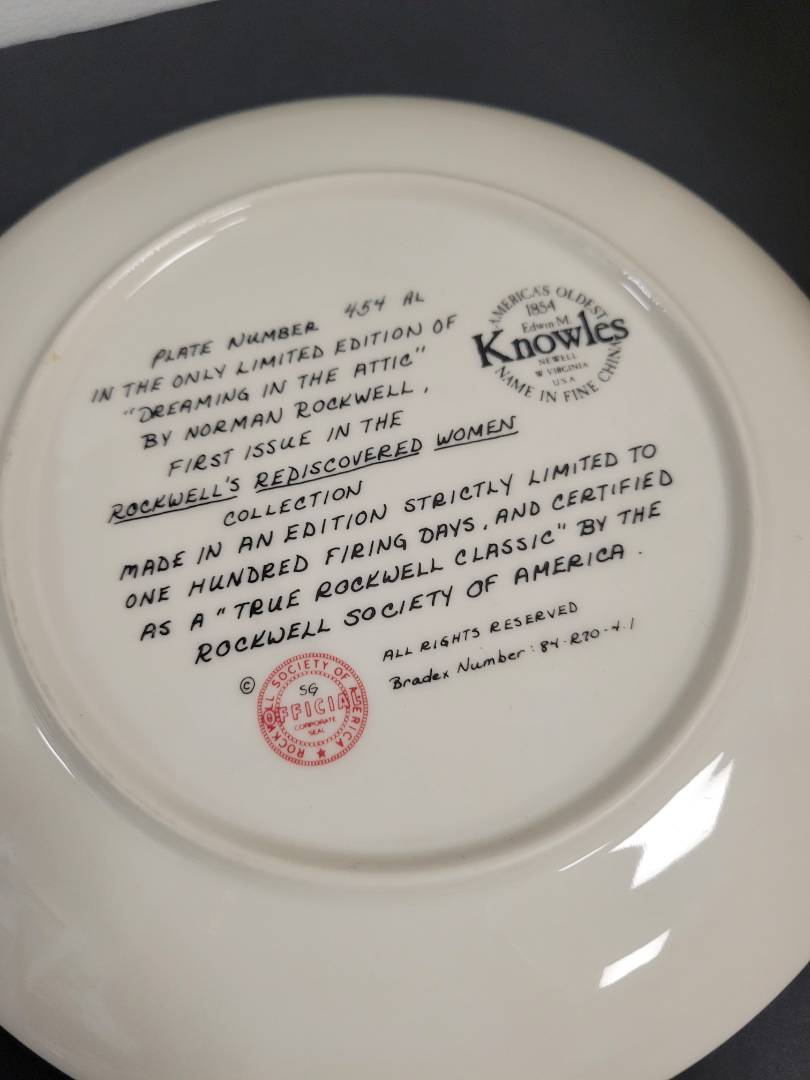 PLATE NUMBER 454 AL
IN THE ONLY LIMITED EDITION OF
"DREAMING IN THE ATTIC"
BY NORMAN ROCKWELL,
FIRST ISSUE IN THE
ROCKWELL'S REDISCOVERED WOMEN
COLLECTION
MADE IN AN EDITION STRICTLY LIMITED TO
ONE HUNDRED FIRING DAYS, AND CERTIFIED
AS A "TRUE ROCKWELL CLASSIC" BY THE
ROCKWELL SOCIETY OF AMERICA.
AMERICA'S OLDEST
1854
Edwin M.
Knowles
NEWELL
W VIRGINIA
USA
NAME IN FINE CHINA
ALL RIGHTS RESERVED
Bradex Number: 84-R70-4.1
©
ROCKWELL SOCIETY OF AMERICA
SG
OFFICIAL
CORPORATE
SEAL